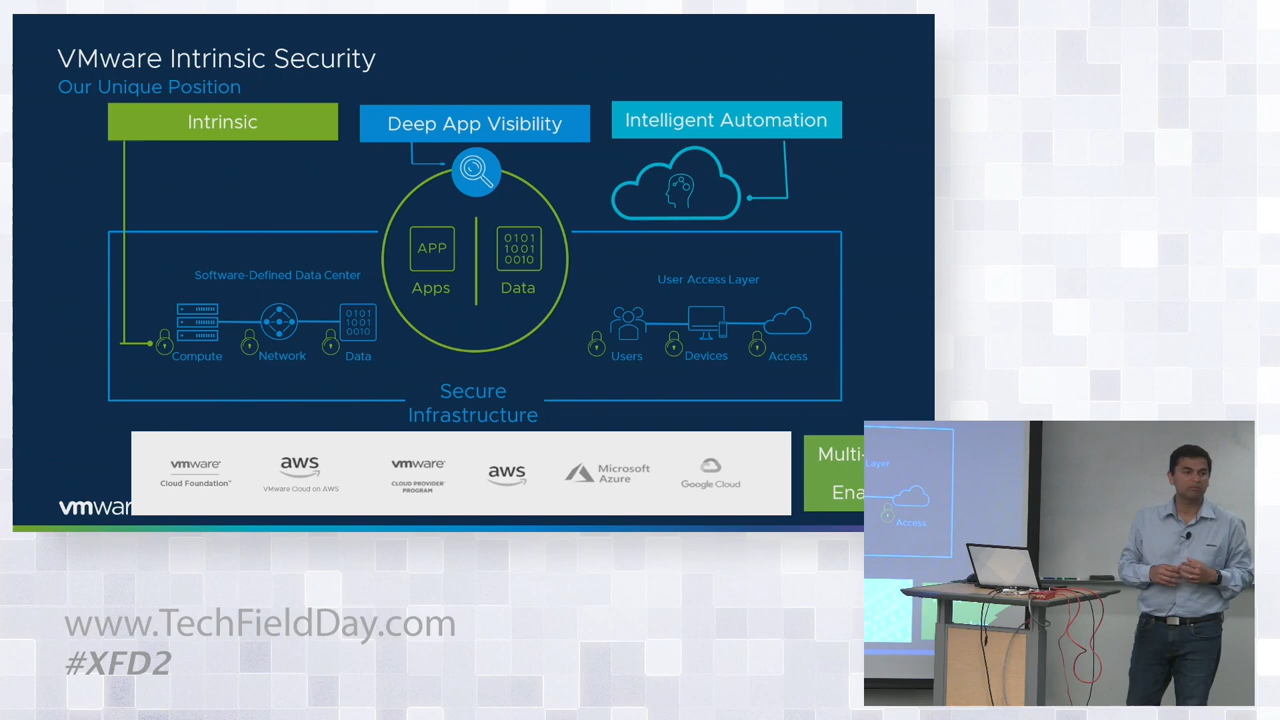 VMware Intrinsic Security
Our Unique Position
Intrinsic
Deep App Visibility
Intelligent Automation
APP
Apps
0101
1001
0010
Data
Software-Defined Data Center
0101
1001
0010
Compute
Network
Data
User Access Layer
Users
Devices
Access
Secure
Infrastructure
vmware
Cloud Foundation™
aws
VMware Cloud on AWS
vmware
CLOUD PROVIDER
PROGRAM
aws
Microsoft
Azure
Google Cloud
Multi-
Ena
vmwar
Layer
Access
www.TechFieldDay.com
#XFD2